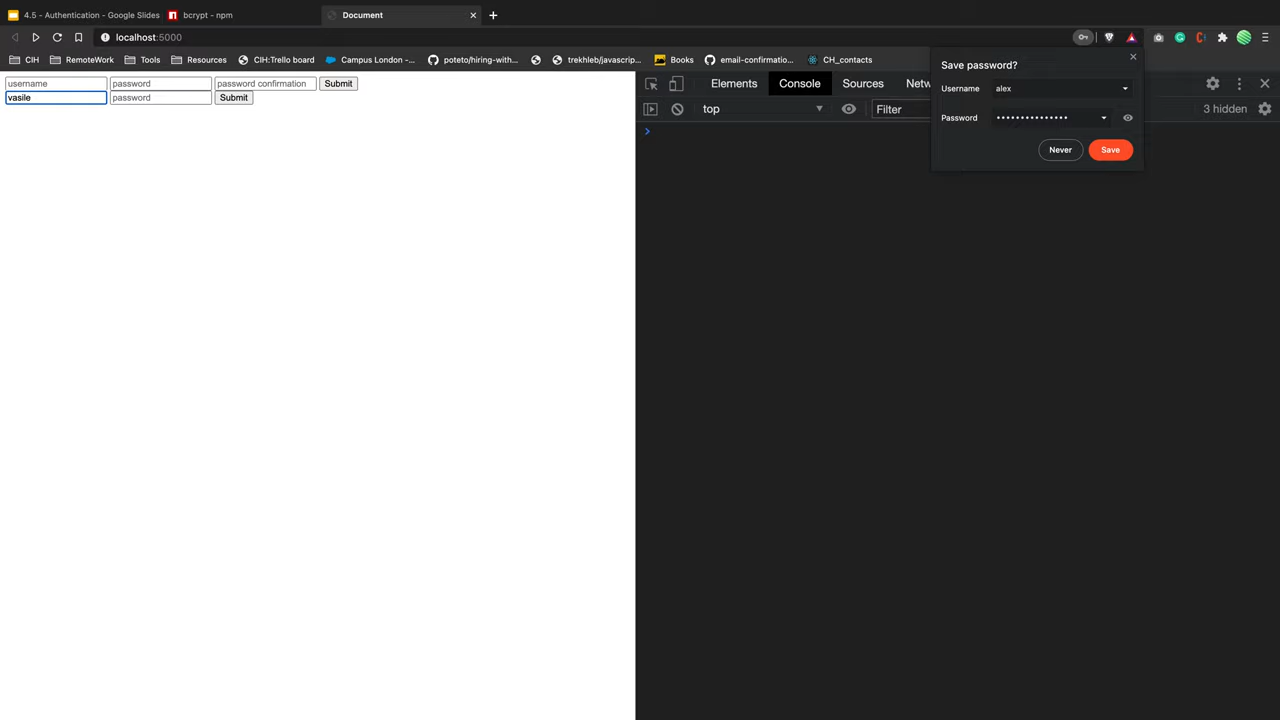 4.5 - Authentication - Google Slides
bcrypt - npm
Document
localhost:5000
CIH
RemoteWork
Tools
Resources
CIH:Trello board
Campus London -...
poteto/hiring-with...
trekhleb/javascrip...
Books
email-confirmatio...
CH_contacts
username password password confirmation Submit
vasile password Submit
Elements Console Sources Netw
top Filter 3 hidden
Save password?
Username alex
Password •••••••••••••••
Never Save